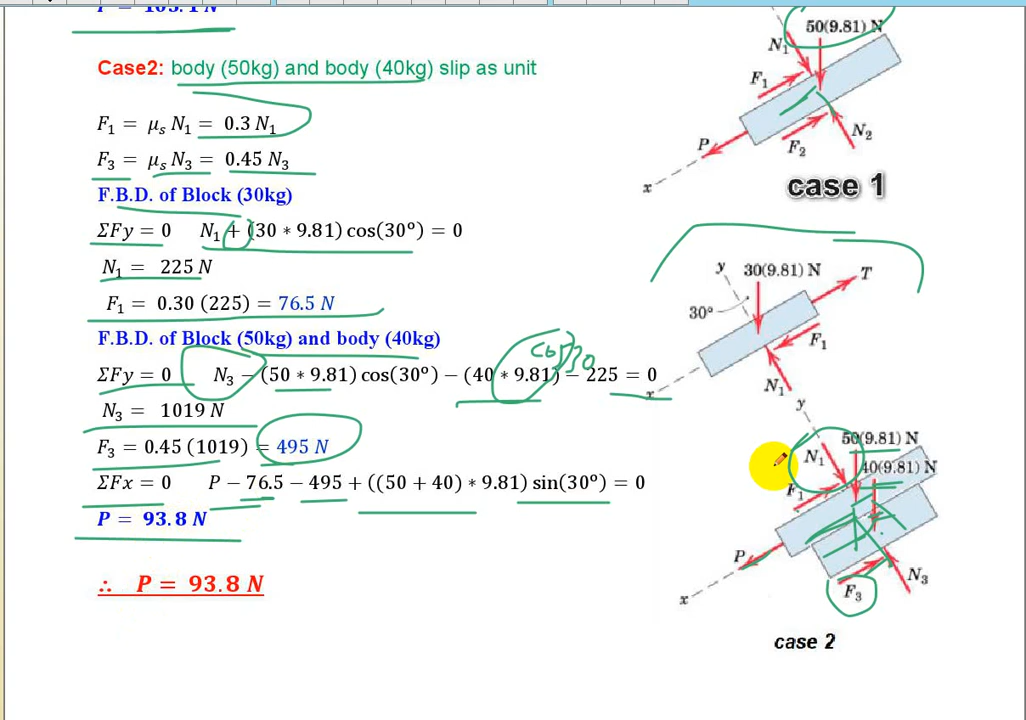 P = 103.1 N
Case2: body (50kg) and body (40kg) slip as unit
F₁ = μₛ N₁ = 0.3 N₁
F₃ = μₛ N₃ = 0.45 N₃
F.B.D. of Block (30kg)
ΣFy = 0 N₁ + (30 * 9.81) cos(30°) = 0
N₁ = 225 N
F₁ = 0.30 (225) = 76.5 N
F.B.D. of Block (50kg) and body (40kg)
cos30
ΣFy = 0 N₃ − (50 * 9.81) cos(30°) − (40 * 9.81) − 225 = 0
N₃ = 1019 N
F₃ = 0.45 (1019) = 495 N
ΣFx = 0 P − 76.5 − 495 + ((50 + 40) * 9.81) sin(30°) = 0
P = 93.8 N
∴ P = 93.8 N
50(9.81) N
N₁
F₁
N₂
F₂
P
x
case 1
y 30(9.81) N T
30°
F₁
N₁
x
y
50(9.81) N
N₁
40(9.81) N
F₁
P
N₃
F₃
x
case 2